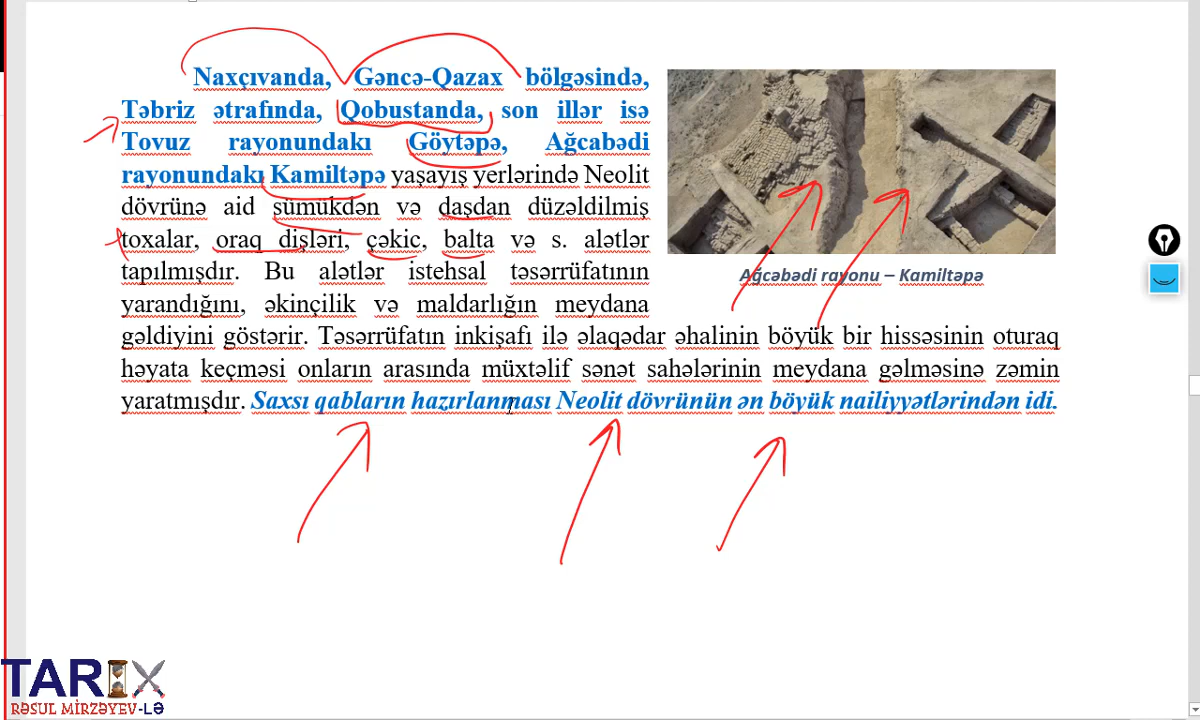 Naxçıvanda, Gəncə-Qazax bölgəsində,
Təbriz ətrafında, Qobustanda, son illər isə
Tovuz rayonundakı Göytəpə, Ağcabədi
rayonundakı Kamiltəpə yaşayış yerlərində Neolit
dövrünə aid sümükdən və daşdan düzəldilmiş
toxalar, oraq dişləri, çəkic, balta və s. alətlər
tapılmışdır. Bu alətlər istehsal təsərrüfatının
yarandığını, əkinçilik və maldarlığın meydana
gəldiyini göstərir. Təsərrüfatın inkişafı ilə əlaqədar əhalinin böyük bir hissəsinin oturaq
həyata keçməsi onların arasında müxtəlif sənət sahələrinin meydana gəlməsinə zəmin
yaratmışdır. Saxsı qabların hazırlanması Neolit dövrünün ən böyük nailiyyətlərindən idi.
Ağcabədi rayonu – Kamiltəpə
TARIX
RƏSUL MİRZƏYEV-LƏ